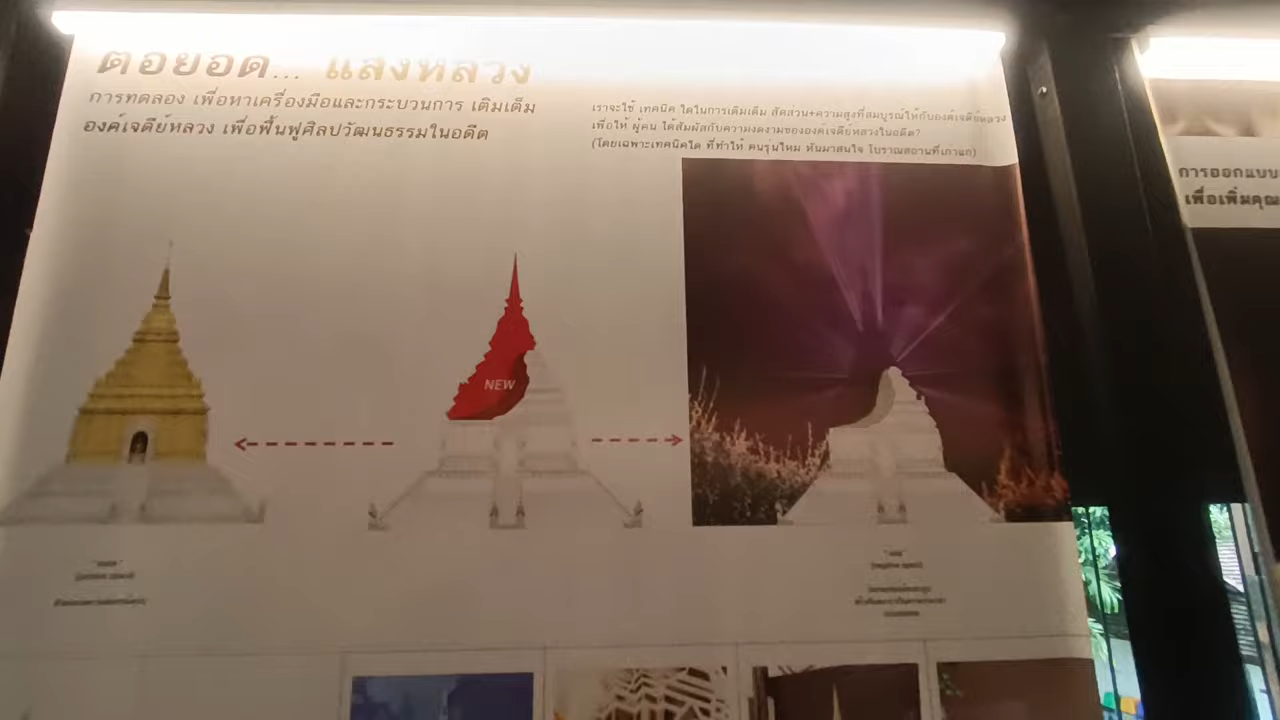 ต่อยอด... แสงหลวง
การทดลอง เพื่อหาเครื่องมือและกระบวนการ เติมเต็ม
องค์เจดีย์หลวง เพื่อฟื้นฟูศิลปวัฒนธรรมในอดีต
เราจะใช้ เทคนิค ใดในการเติมเต็ม สัดส่วน+ความสูงที่สมบูรณ์ให้กับองค์เจดีย์หลวง
เพื่อให้ ผู้คน ได้สัมผัสกับความงดงามขององค์เจดีย์หลวงในอดีต?
(โดยเฉพาะเทคนิคใด ที่ทำให้ คนรุ่นใหม่ หันมาสนใจ โบราณสถานที่เก่าแก่)
NEW
การออกแบบ
เพื่อเพิ่มคุณ